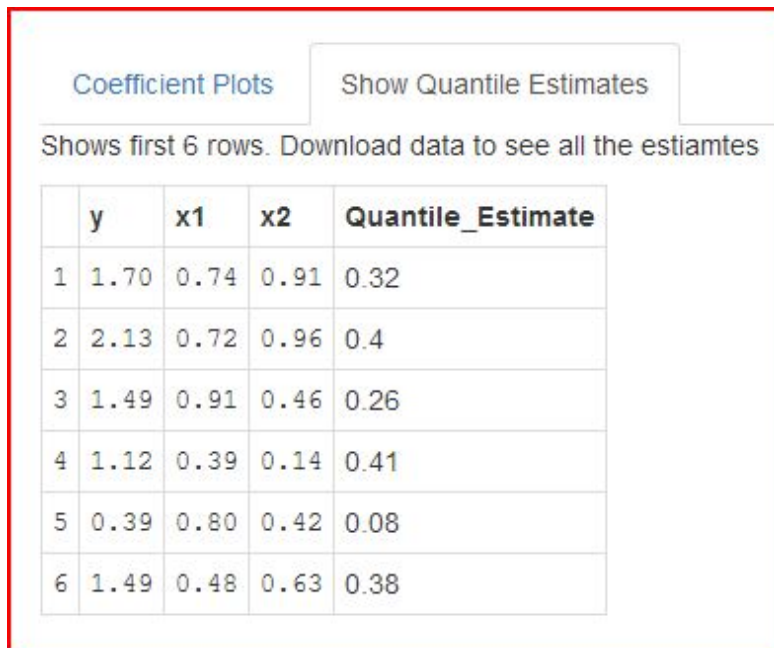 Coefficient Plots Show Quantile Estimates
Shows first 6 rows. Download data to see all the estiamtes
y x1 x2 Quantile_Estimate
1 1.70 0.74 0.91 0.32
2 2.13 0.72 0.96 0.4
3 1.49 0.91 0.46 0.26
4 1.12 0.39 0.14 0.41
5 0.39 0.80 0.42 0.08
6 1.49 0.48 0.63 0.38